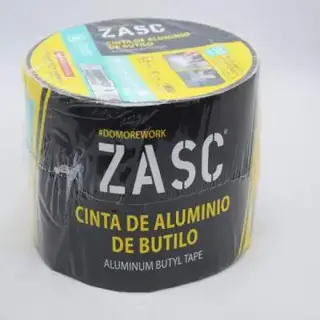 ZASC
CINTA DE ALUMINIO
DE BUTILO
#DOMOREWORK
ZASC
CINTA DE ALUMINIO
DE BUTILO
ALUMINUM BUTYL TAPE